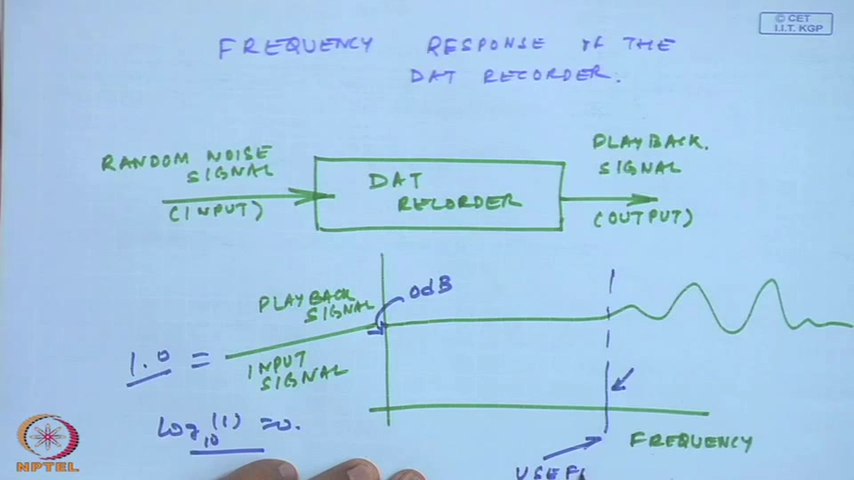 © CET
I.I.T. KGP
FREQUENCY RESPONSE of THE
DAT RECORDER.
RANDOM NOISE
SIGNAL
(INPUT)
DAT
RECORDER
PLAYBACK.
SIGNAL
(OUTPUT)
PLAYBACK
SIGNAL
0dB
1.0 =
INPUT
SIGNAL
log10(1) = 0.
FREQUENCY
USEF
NPTEL